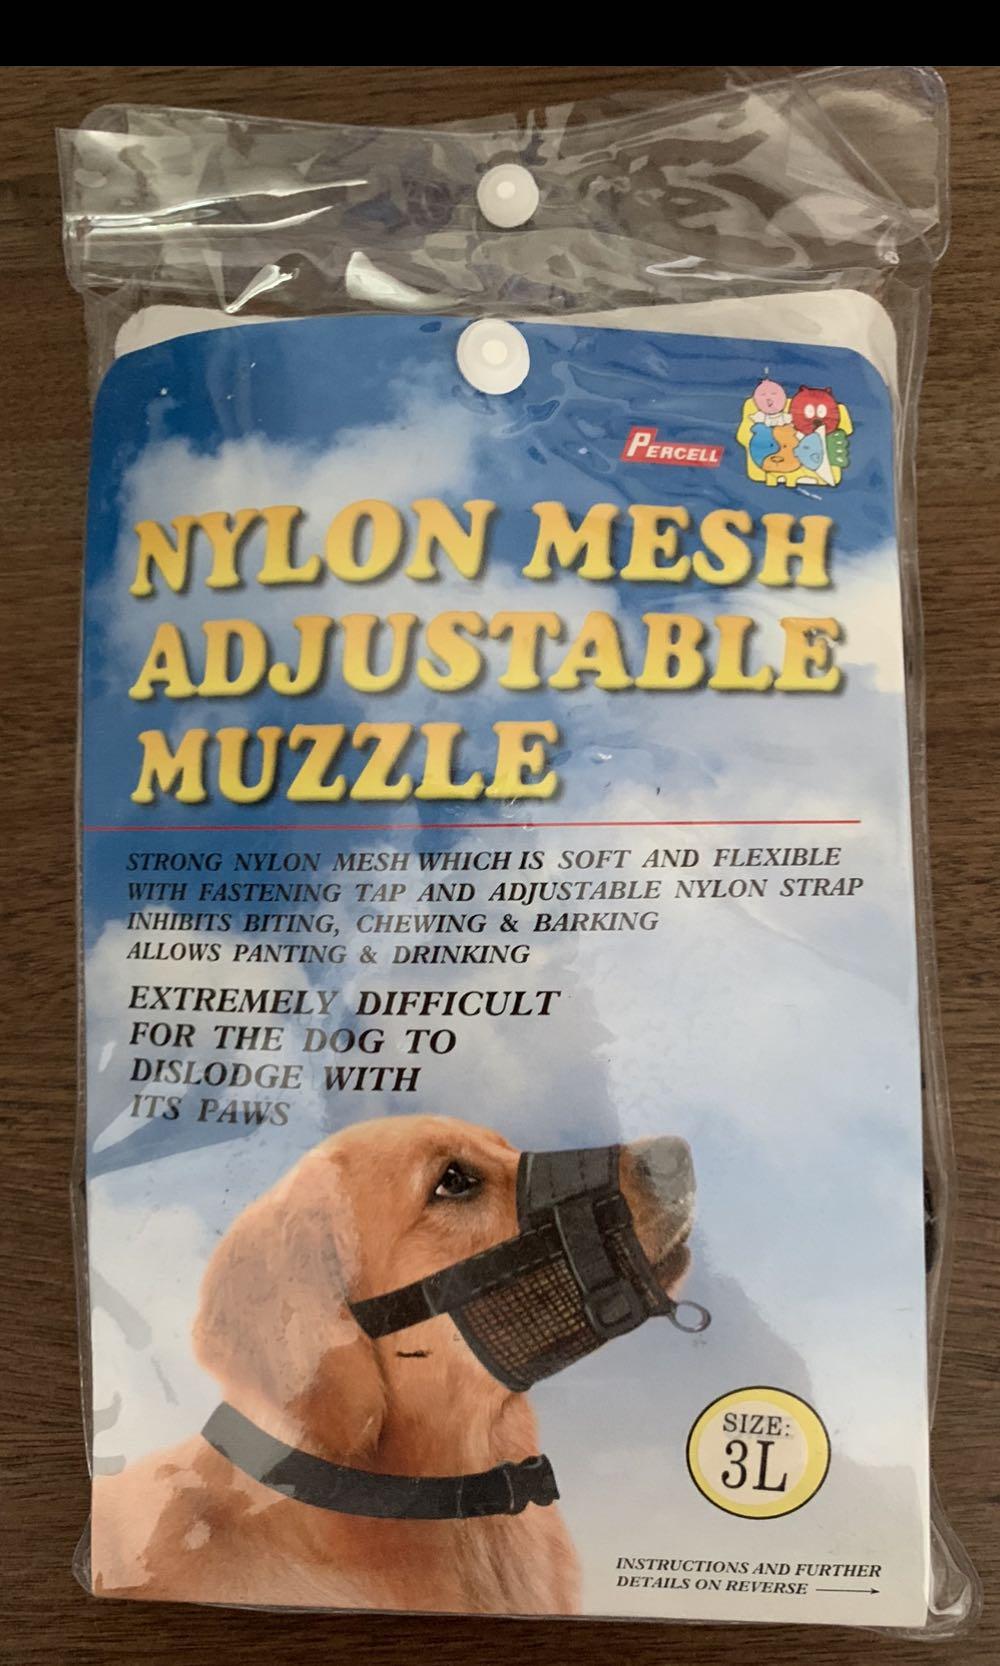 PERCELL
NYLON MESH
ADJUSTABLE
MUZZLE
STRONG NYLON MESH WHICH IS SOFT AND FLEXIBLE
WITH FASTENING TAP AND ADJUSTABLE NYLON STRAP
INHIBITS BITING, CHEWING & BARKING
ALLOWS PANTING & DRINKING
EXTREMELY DIFFICULT
FOR THE DOG TO
DISLODGE WITH
ITS PAWS
SIZE:
3L
INSTRUCTIONS AND FURTHER
DETAILS ON REVERSE